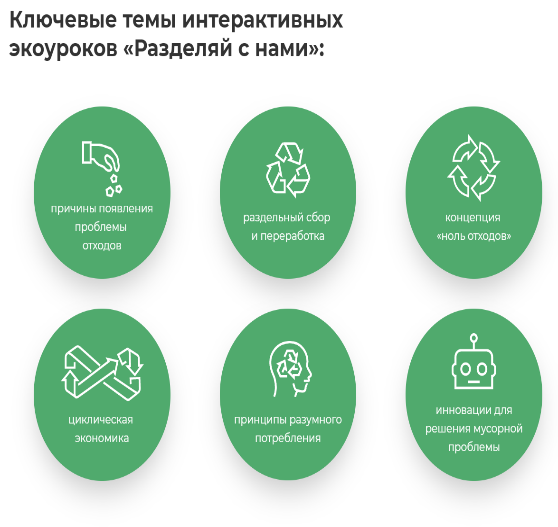 Ключевые темы интерактивных
экоуроков «Разделяй с нами»:
причины появления
проблемы
отходов
раздельный сбор
и переработка
концепция
«ноль отходов»
циклическая
экономика
принципы разумного
потребления
инновации для
решения мусорной
проблемы